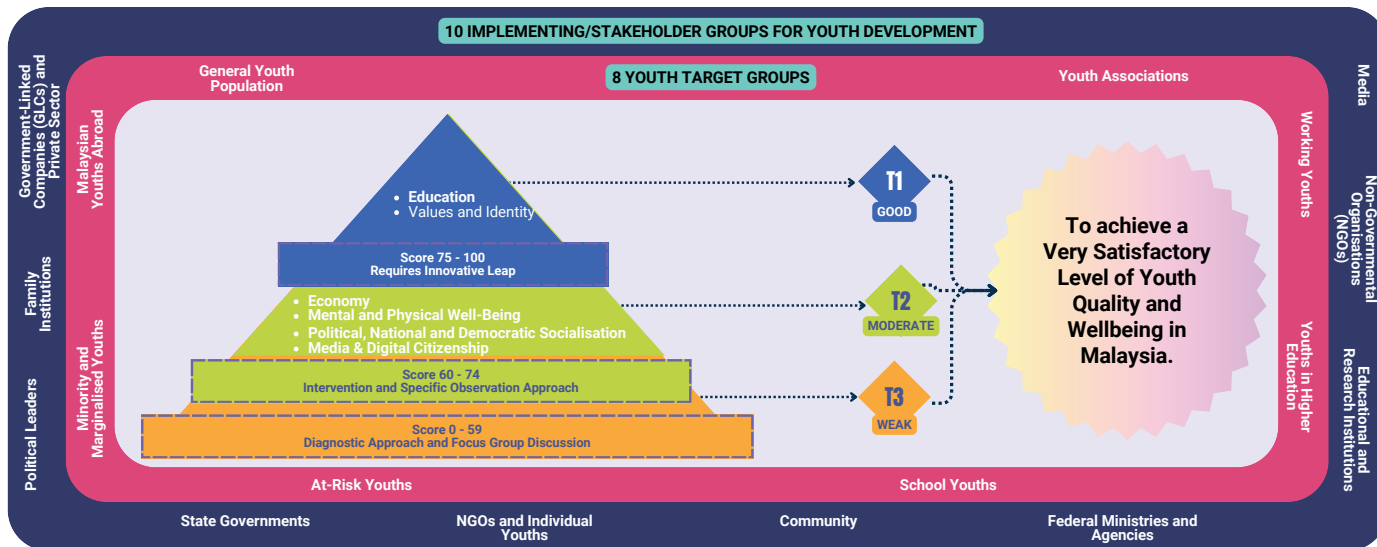 10 IMPLEMENTING/STAKEHOLDER GROUPS FOR YOUTH DEVELOPMENT
8 YOUTH TARGET GROUPS
General Youth
Population
Youth Associations
Government-Linked
Companies (GLCs) and
Private Sector
Family
Institutions
Political Leaders
Malaysian
Youths Abroad
Minority and
Marginalised Youths
Education
Values and Identity
Score 75 - 100
Requires Innovative Leap
Economy
Mental and Physical Well-Being
Political, National and Democratic Socialisation
Media & Digital Citizenship
Score 60 - 74
Intervention and Specific Observation Approach
Score 0 - 59
Diagnostic Approach and Focus Group Discussion
T1
GOOD
T2
MODERATE
T3
WEAK
To achieve a
Very Satisfactory
Level of Youth
Quality and
Wellbeing in
Malaysia.
Working Youths
Youths in Higher
Education
Media
Non-Governmental
Organisations
(NGOs)
Educational and
Research Institutions
At-Risk Youths
School Youths
State Governments
NGOs and Individual
Youths
Community
Federal Ministries and
Agencies